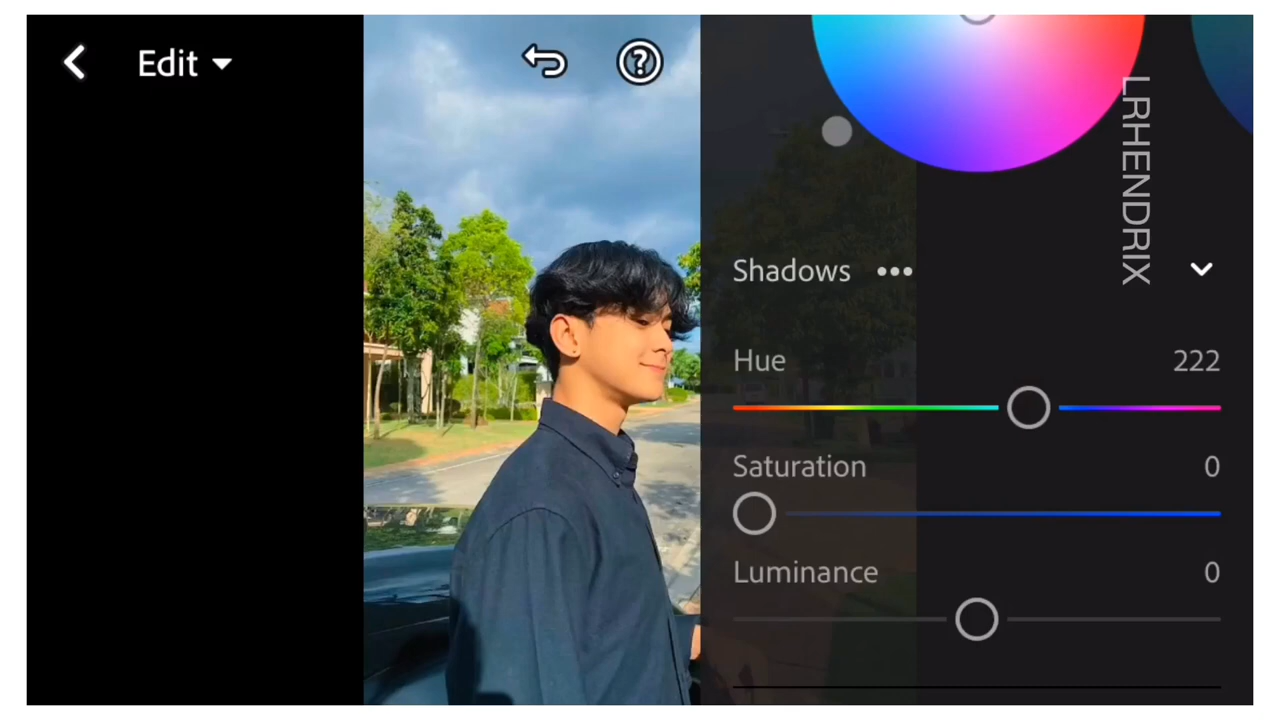 Edit
LRHENDRIX
Shadows
Hue 222
Saturation 0
Luminance 0